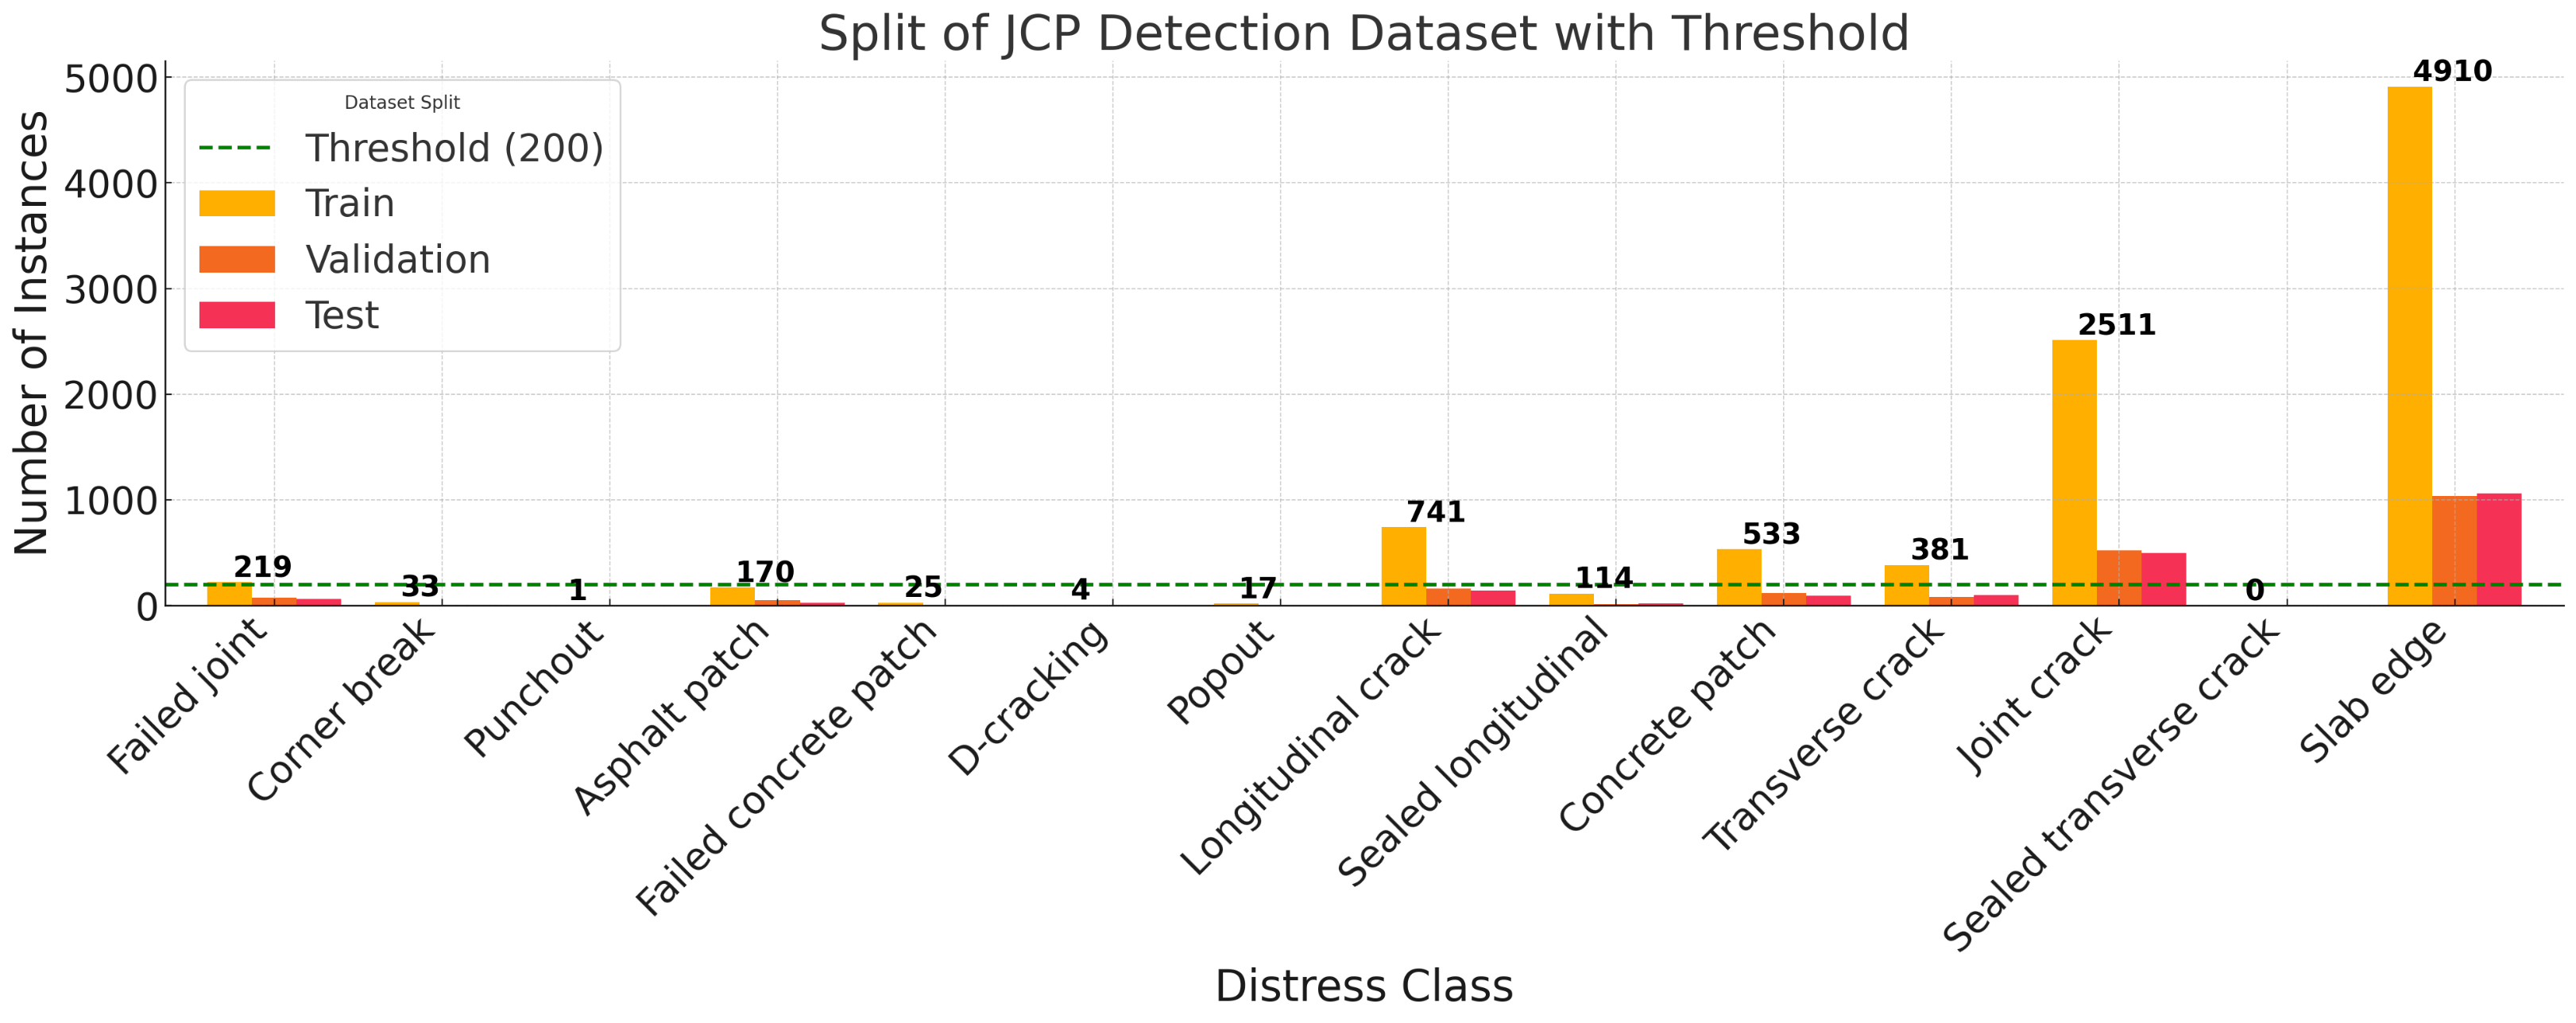 Split of JCP Detection Dataset with Threshold
Number of Instances
5000
4000
3000
2000
1000
0
Dataset Split
Threshold (200)
Train
Validation
Test
219
33
1
170
25
4
17
741
114
533
381
2511
0
4910
Failed joint
Corner break
Punchout
Asphalt patch
Failed concrete patch
D-cracking
Popout
Longitudinal crack
Sealed longitudinal
Concrete patch
Transverse crack
Joint crack
Sealed transverse crack
Slab edge
Distress Class